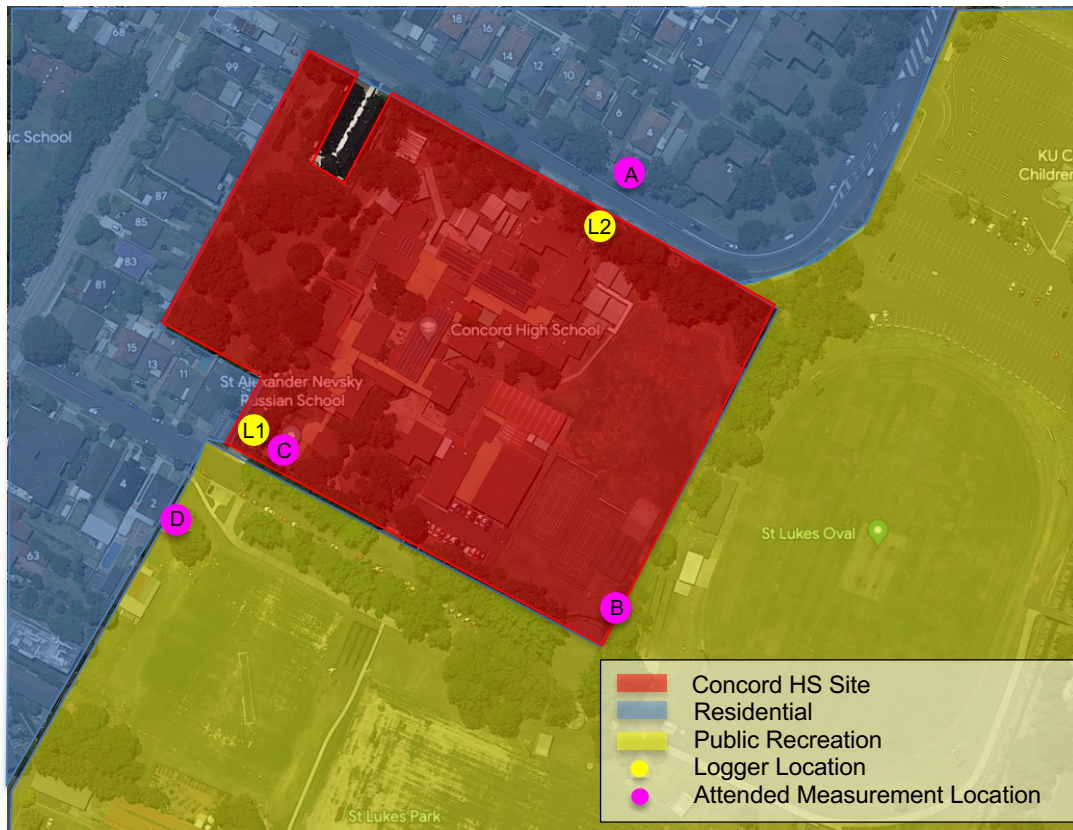 68
18
16
14
12
10
8
6
4
3
2
99
ic School
KU C
Children
87
85
83
81
15
13
11
A
L2
Concord High School
St Alexander Nevsky
Russian School
L1
C
4
2
D
63
St Lukes Oval
B
Concord HS Site
Residential
Public Recreation
Logger Location
Attended Measurement Location
St Lukes Park